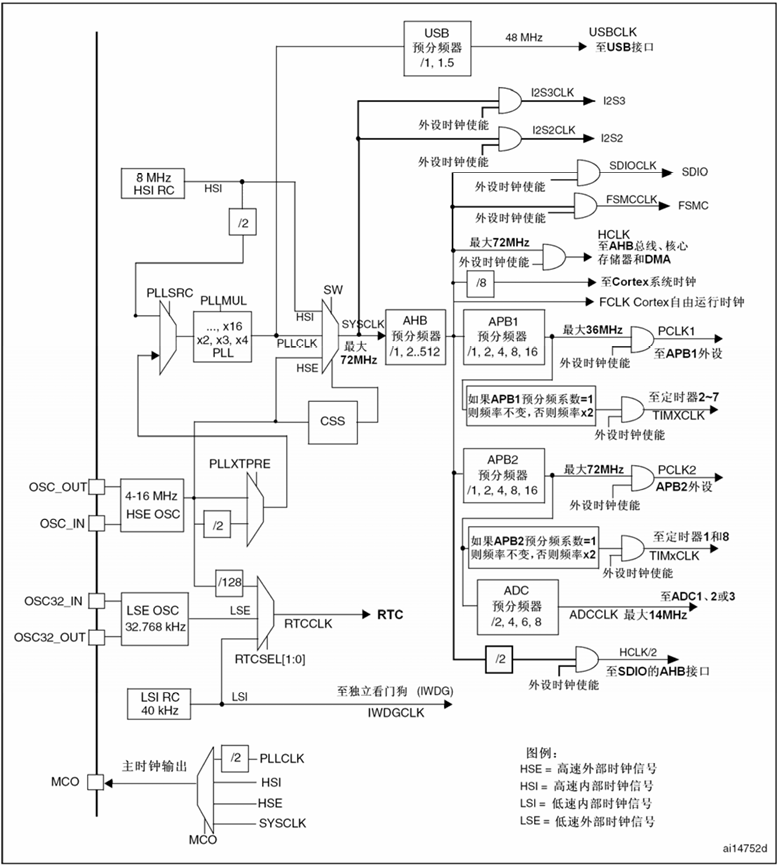 USB
预分频器
/1, 1.5
48 MHz
USBCLK
至USB接口
I2S3CLK
I2S3
外设时钟使能
I2S2CLK
I2S2
外设时钟使能
8 MHz
HSI RC
HSI
/2
SDIOCLK
SDIO
外设时钟使能
FSMCCLK
FSMC
外设时钟使能
最大72MHz
外设时钟使能
HCLK
至AHB总线、核心
存储器和DMA
/8
至Cortex系统时钟
FCLK Cortex自由运行时钟
PLLSRC
PLLMUL
..., x16
x2, x3, x4
PLL
SW
HSI
PLLCLK
HSE
SYSCLK
最大
72MHz
AHB
预分频器
/1, 2..512
APB1
预分频器
/1, 2, 4, 8, 16
最大36MHz
PCLK1
至APB1外设
外设时钟使能
如果APB1预分频系数=1
则频率不变,否则频率x2
至定时器2~7
TIMXCLK
外设时钟使能
CSS
PLLXTPRE
OSC_OUT
OSC_IN
4-16 MHz
HSE OSC
/2
APB2
预分频器
/1, 2, 4, 8, 16
最大72MHz
PCLK2
APB2外设
外设时钟使能
如果APB2预分频系数=1
则频率不变,否则频率x2
至定时器1和8
TIMxCLK
外设时钟使能
ADC
预分频器
/2, 4, 6, 8
至ADC1、2或3
ADCCLK 最大14MHz
/2
HCLK/2
至SDIO的AHB接口
外设时钟使能
/128
OSC32_IN
OSC32_OUT
LSE OSC
32.768 kHz
LSE
RTCCLK
RTC
RTCSEL[1:0]
LSI RC
40 kHz
LSI
至独立看门狗 (IWDG)
IWDGCLK
MCO
主时钟输出
/2
PLLCLK
HSI
HSE
SYSCLK
MCO
图例:
HSE = 高速外部时钟信号
HSI = 高速内部时钟信号
LSI = 低速内部时钟信号
LSE = 低速外部时钟信号
ai14752d